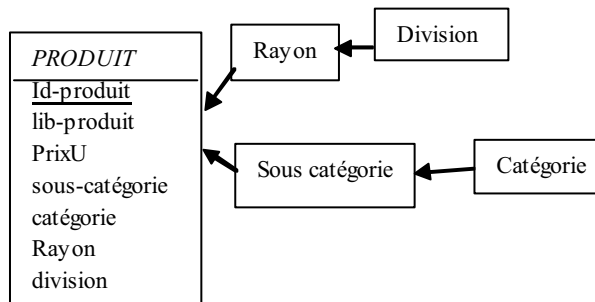 PRODUIT
Id-produit
lib-produit
PrixU
sous-catégorie
catégorie
Rayon
division
Rayon
Division
Sous catégorie
Catégorie